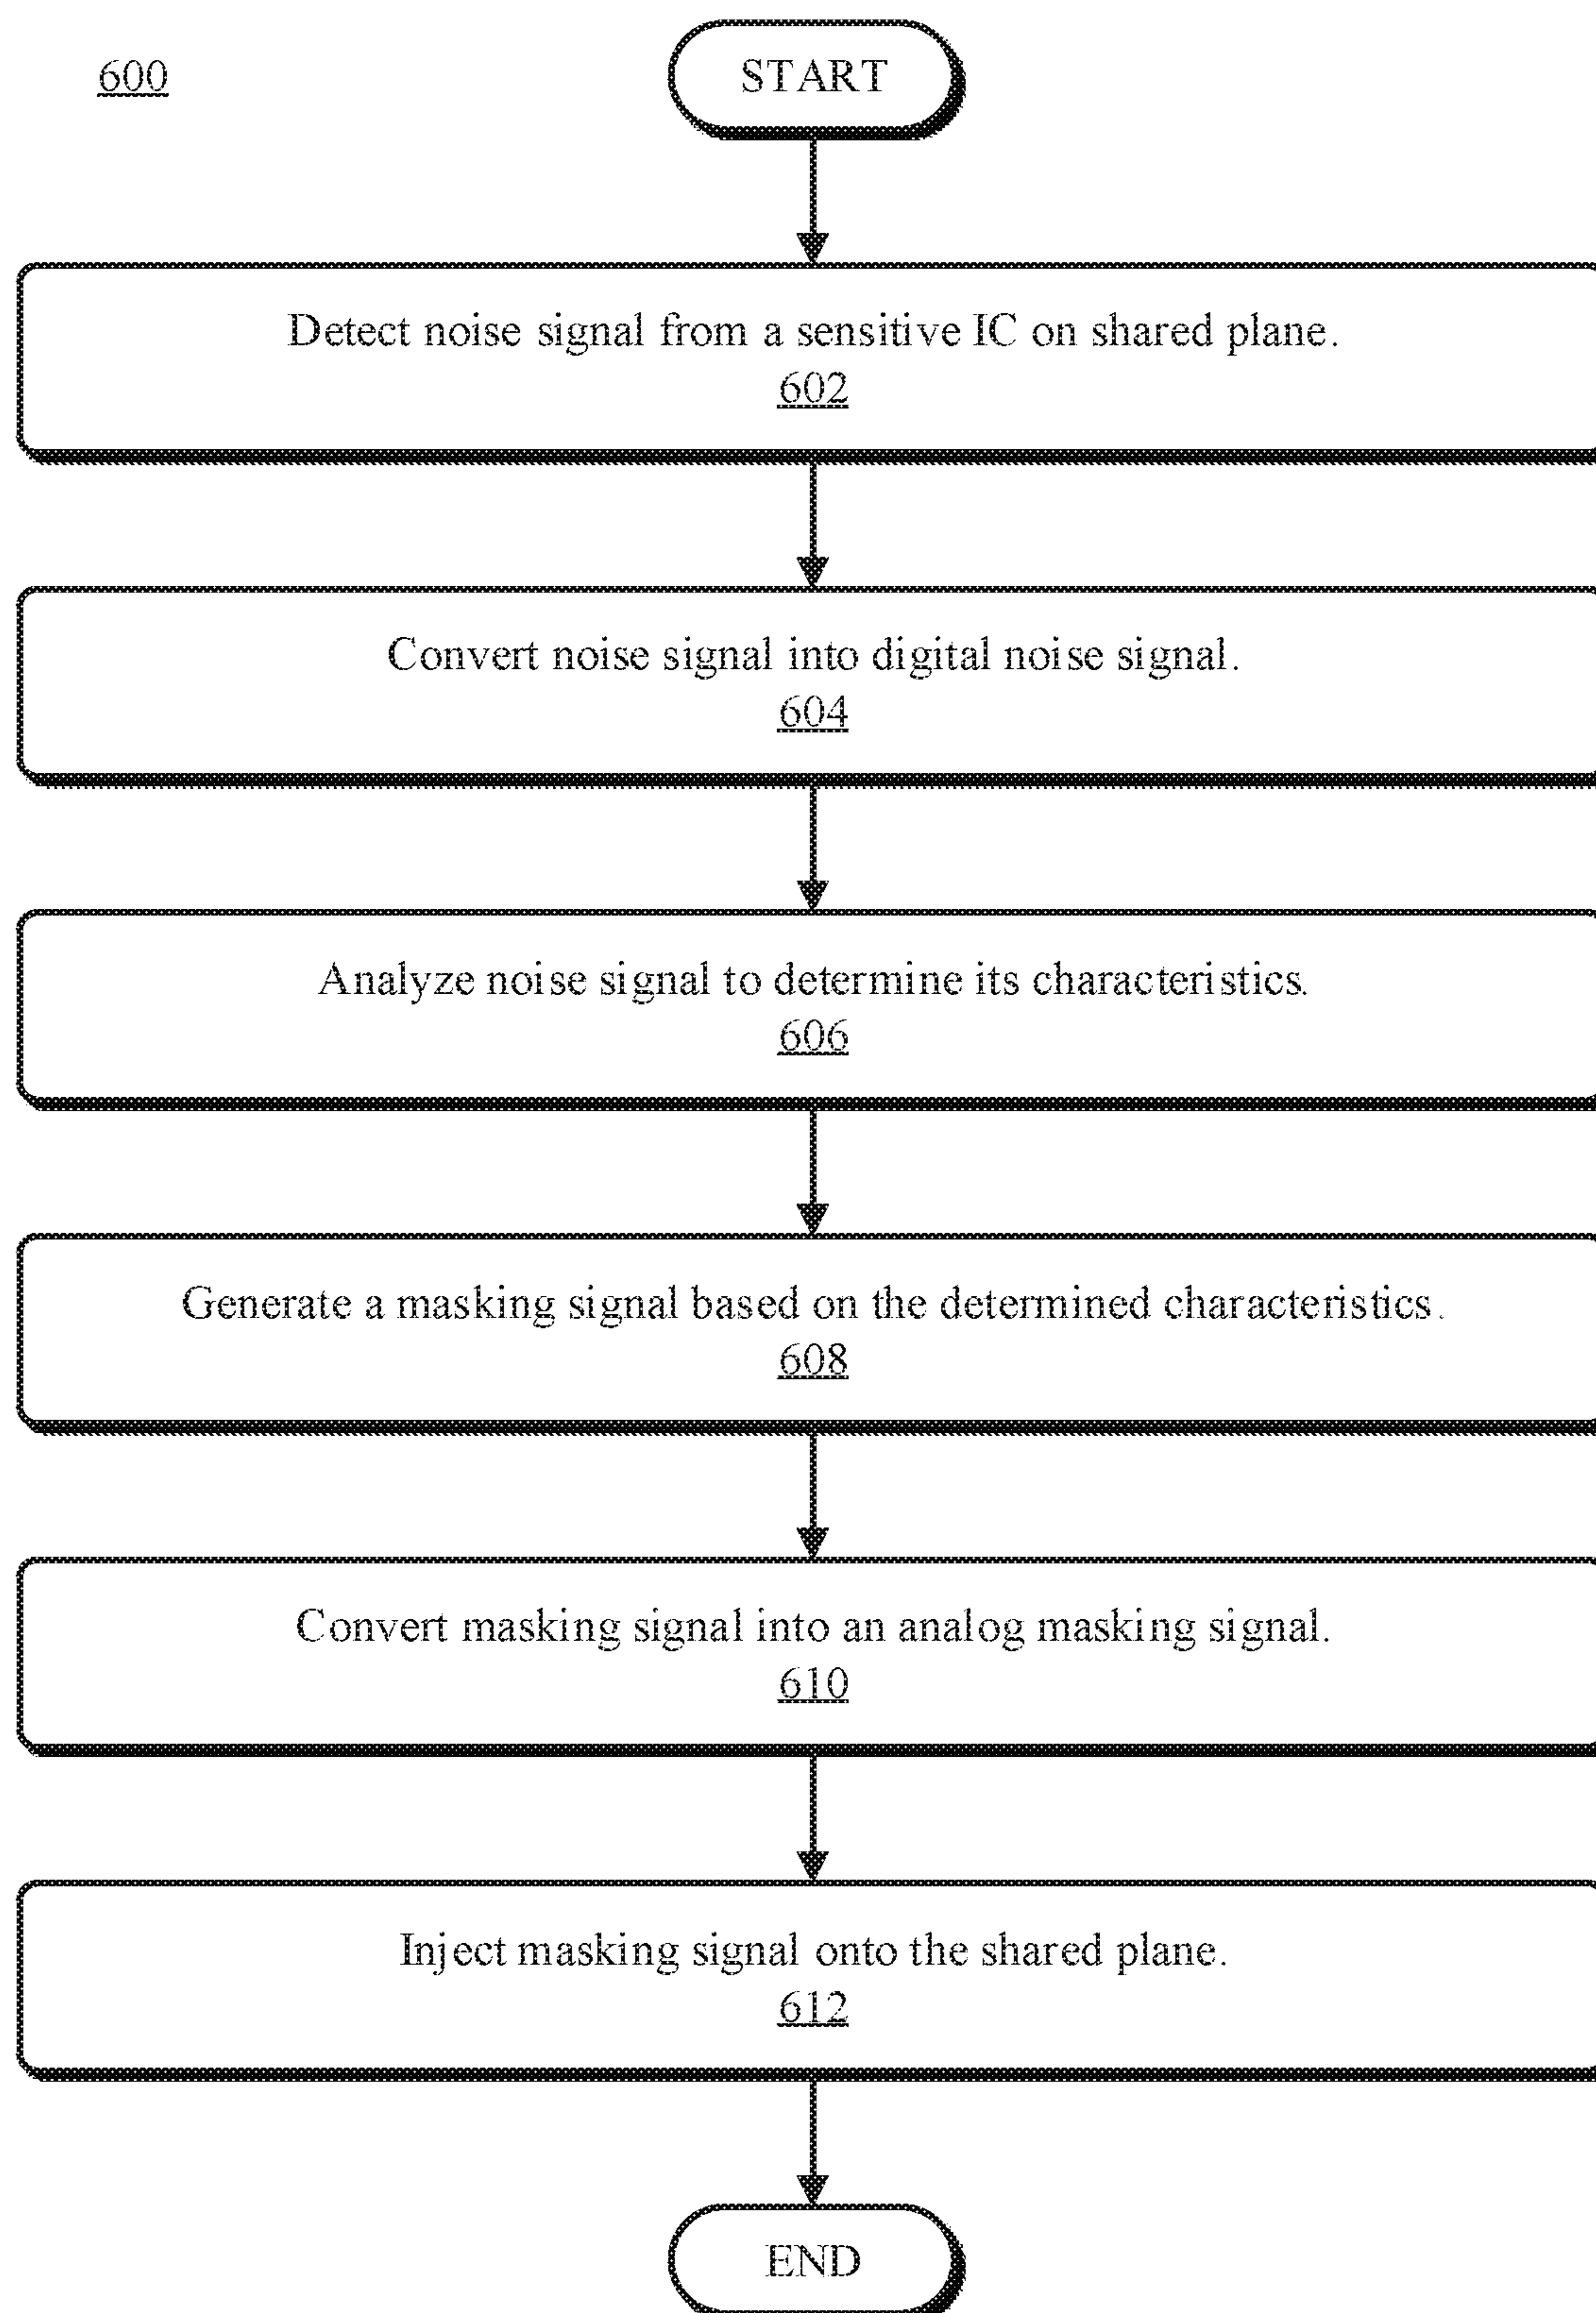 600
START
Detect noise signal from a sensitive IC on shared plane.
602
Convert noise signal into digital noise signal.
604
Analyze noise signal to determine its characteristics.
606
Generate a masking signal based on the determined characteristics.
608
Convert masking signal into an analog masking signal.
610
Inject masking signal onto the shared plane.
612
END